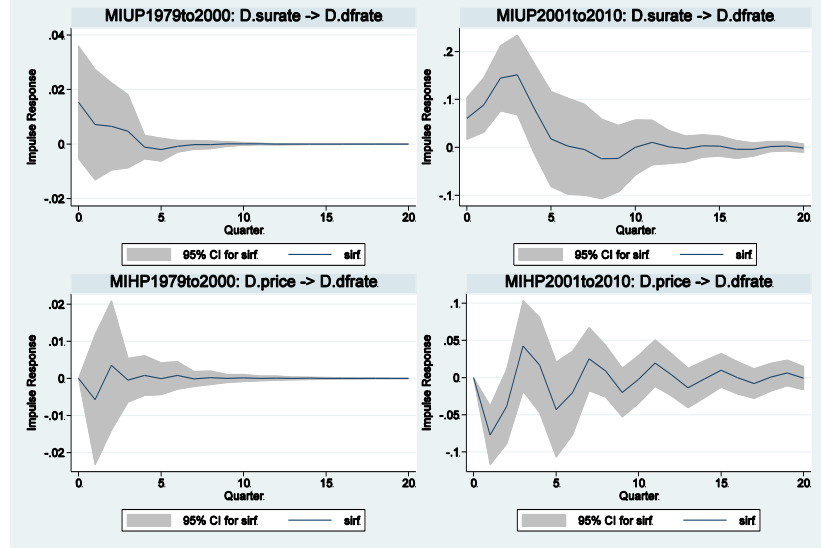 MIUP1979to2000: D.surate -> D.dfrate
.04
.02
0
-.02
Impulse Response
0 5 10 15 20
Quarter
95% CI for sirf sirf
MIUP2001to2010: D.surate -> D.dfrate
.2
.1
0
-.1
Impulse Response
0 5 10 15 20
Quarter
95% CI for sirf sirf
MIHP1979to2000: D.price -> D.dfrate
.02
.01
0
-.01
-.02
Impulse Response
0 5 10 15 20
Quarter
95% CI for sirf sirf
MIHP2001to2010: D.price -> D.dfrate
.1
.05
0
-.05
-.1
Impulse Response
0 5 10 15 20
Quarter
95% CI for sirf sirf